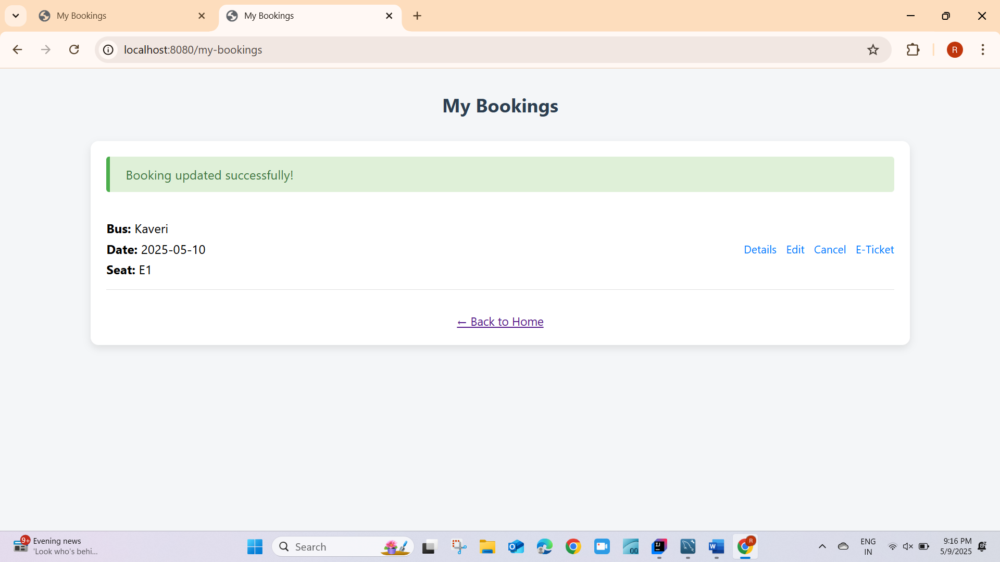 My Bookings
My Bookings
localhost:8080/my-bookings
R
My Bookings
Booking updated successfully!
Bus: Kaveri
Date: 2025-05-10
Details Edit Cancel E-Ticket
Seat: E1
← Back to Home
9+
Evening news
'Look who's behi...
Search
R
ENG
IN
9:16 PM
5/9/2025